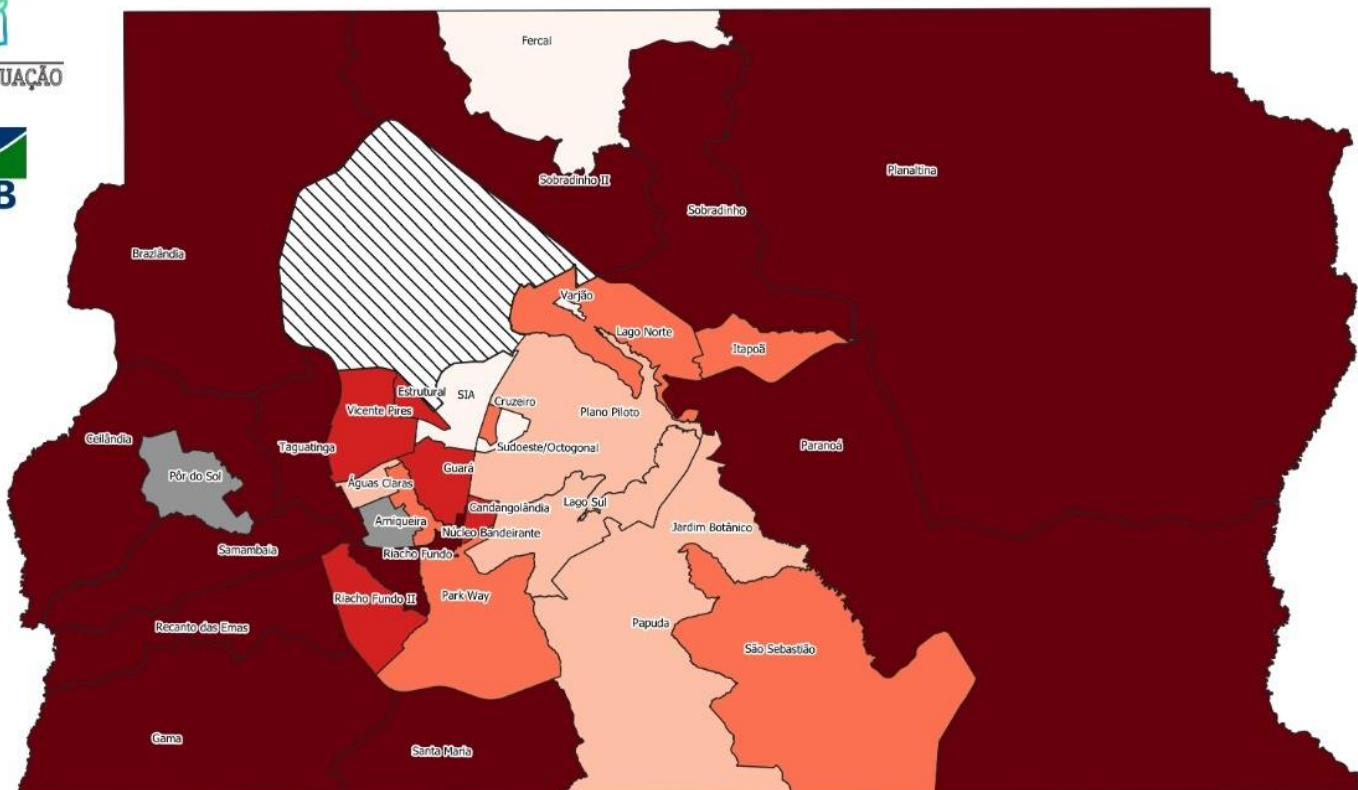 UAÇÃO
B
Fercal
Planaltina
Sobradinho II
Sobradinho
Brazlândia
Varjão
Lago Norte
Itapoã
Estrutural
SIA
Cruzeiro
Vicente Pires
Plano Piloto
Ceilândia
Taguatinga
Sudoeste/Octogonal
Paranoá
Guará
Pôr do Sol
Águas Claras
Lago Sul
Candangolândia
Arniqueira
Jardim Botânico
Núcleo Bandeirante
Samambaia
Riacho Fundo
Riacho Fundo II
Park Way
Recanto das Emas
Papuda
São Sebastião
Gama
Santa Maria